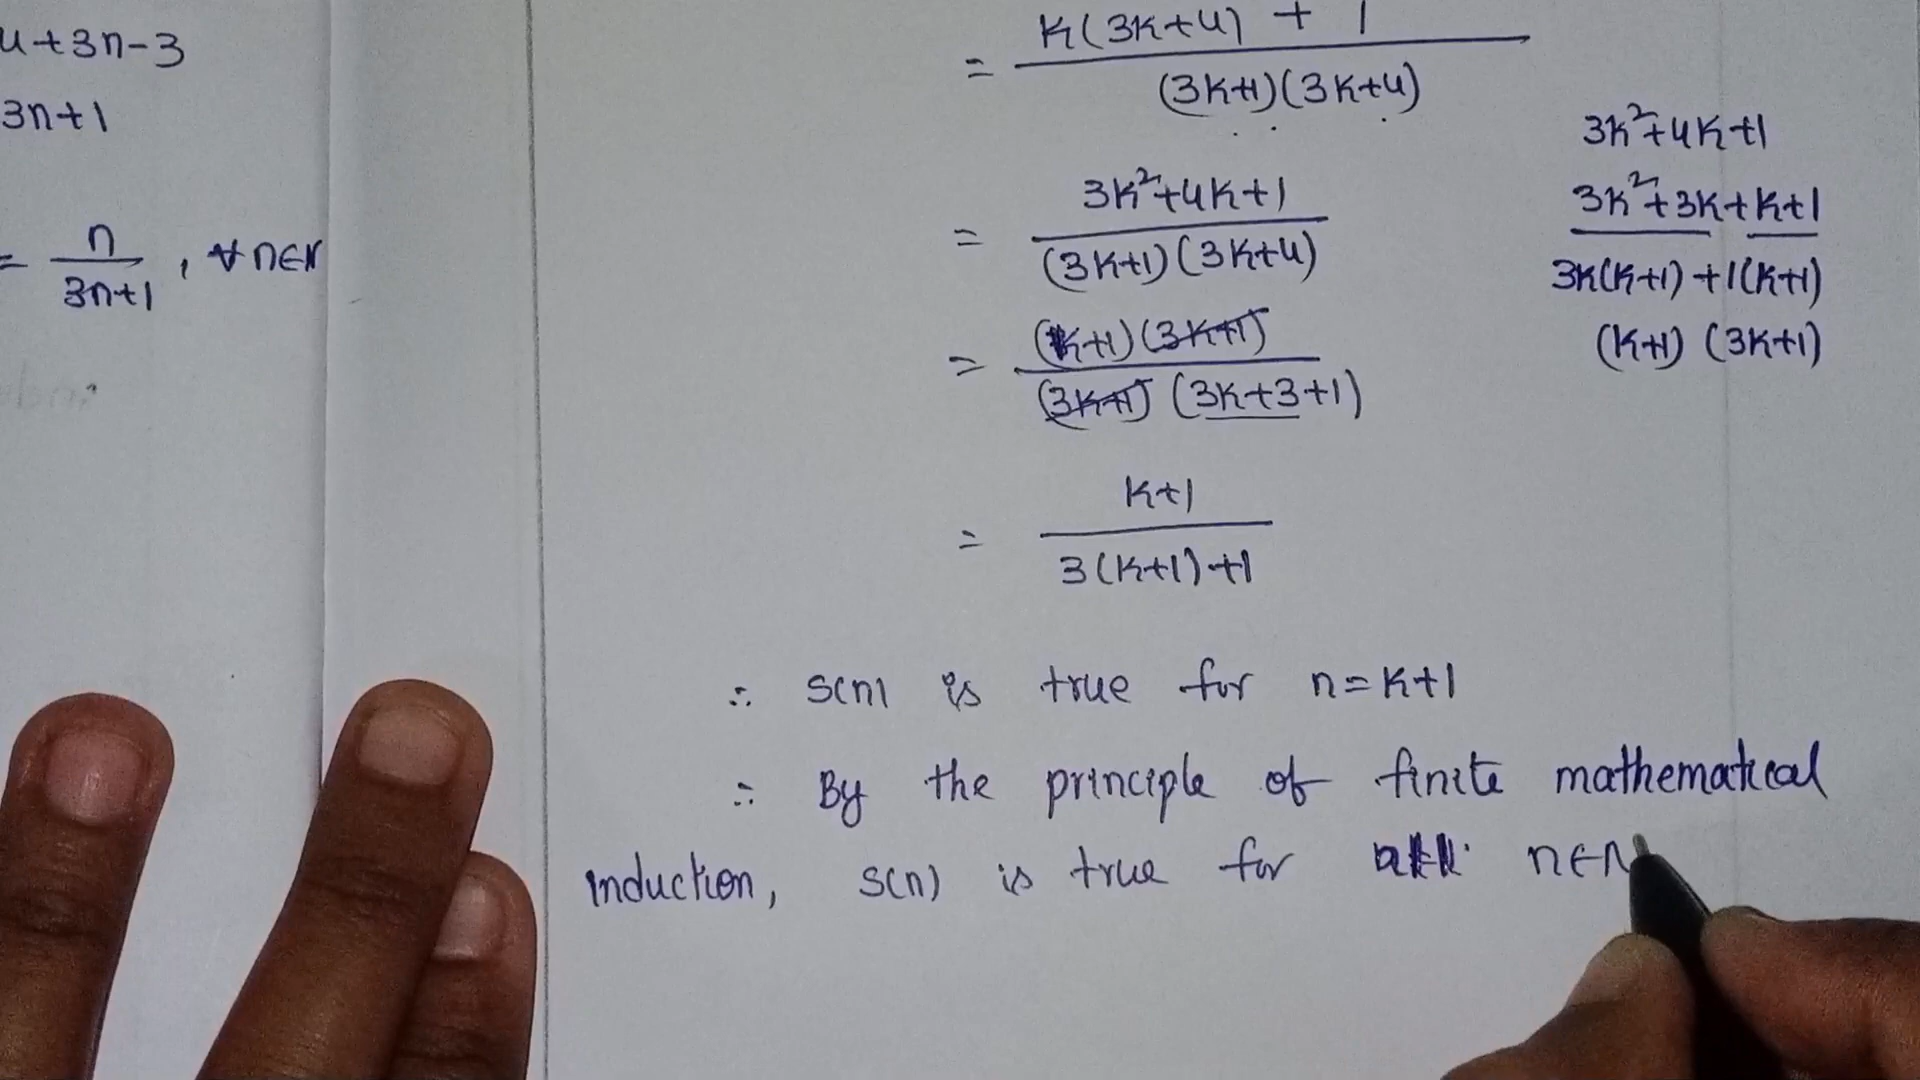 4+3n-3
3n+1
= n/3n+1 , ∀ n∈N
= k(3k+4) + 1 / (3k+1)(3k+4)
= 3k²+4k+1 / (3k+1)(3k+4)
= (k+1)(3k+1) / (3k+1)(3k+3+1)
= k+1 / 3(k+1)+1
3k²+4k+1
3k²+3k+k+1
3k(k+1)+1(k+1)
(k+1) (3k+1)
∴ S(n) is true for n=k+1
∴ By the principle of finite mathematical
induction, S(n) is true for all n∈N